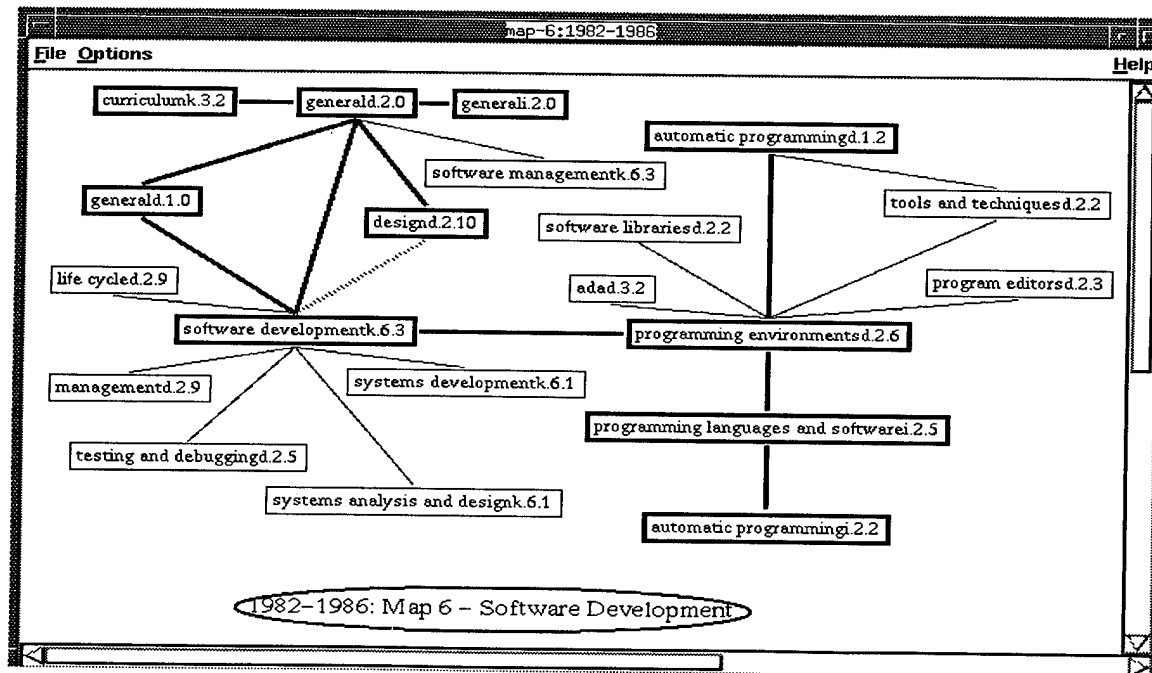 map-6:1982-1986
File Options
Help
curriculumk.3.2
generald.2.0
generali.2.0
automatic programmingd.1.2
software managementk.6.3
generald.1.0
tools and techniquesd.2.2
designd.2.10
software librariesd.2.2
life cycled.2.9
adad.3.2
program editorsd.2.3
software developmentk.6.3
programming environmentsd.2.6
managementd.2.9
systems developmentk.6.1
programming languages and softwarei.2.5
testing and debuggingd.2.5
systems analysis and designk.6.1
automatic programmingi.2.2
1982–1986: Map 6 – Software Development